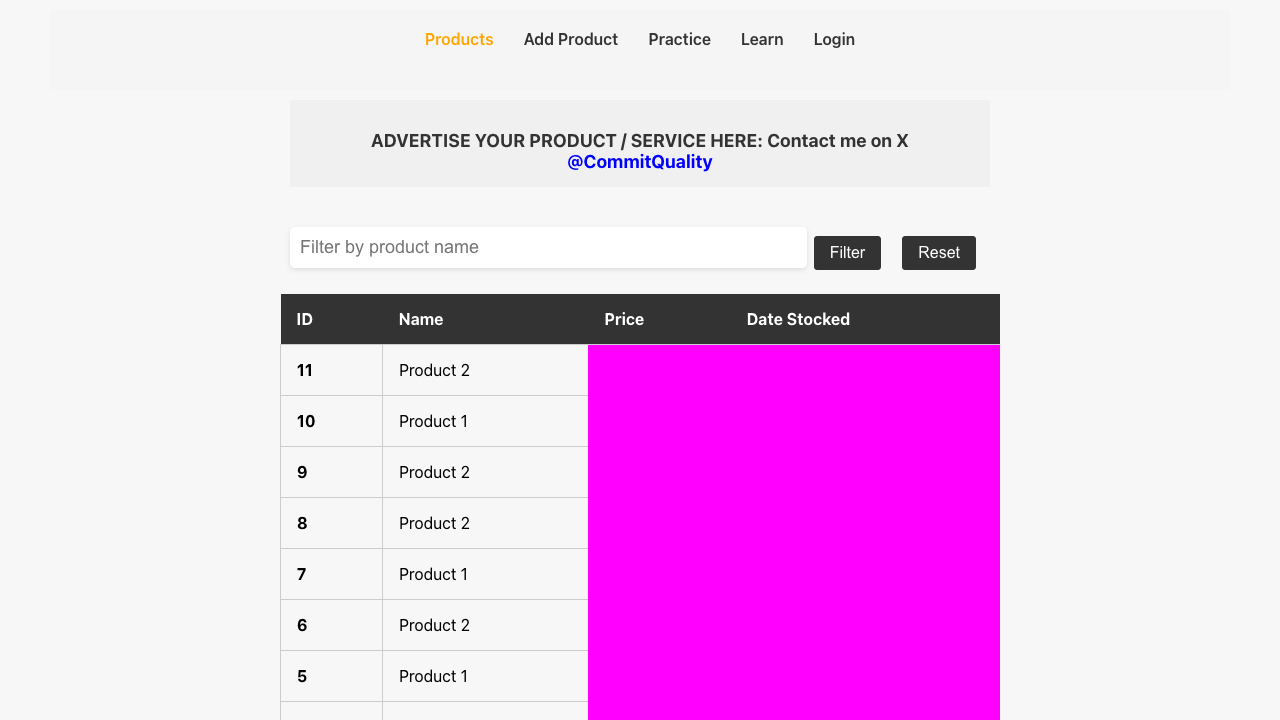 Products Add Product Practice Learn Login
ADVERTISE YOUR PRODUCT / SERVICE HERE: Contact me on X
@CommitQuality
Filter by product name Filter Reset
ID Name Price Date Stocked
11 Product 2
10 Product 1
9 Product 2
8 Product 2
7 Product 1
6 Product 2
5 Product 1